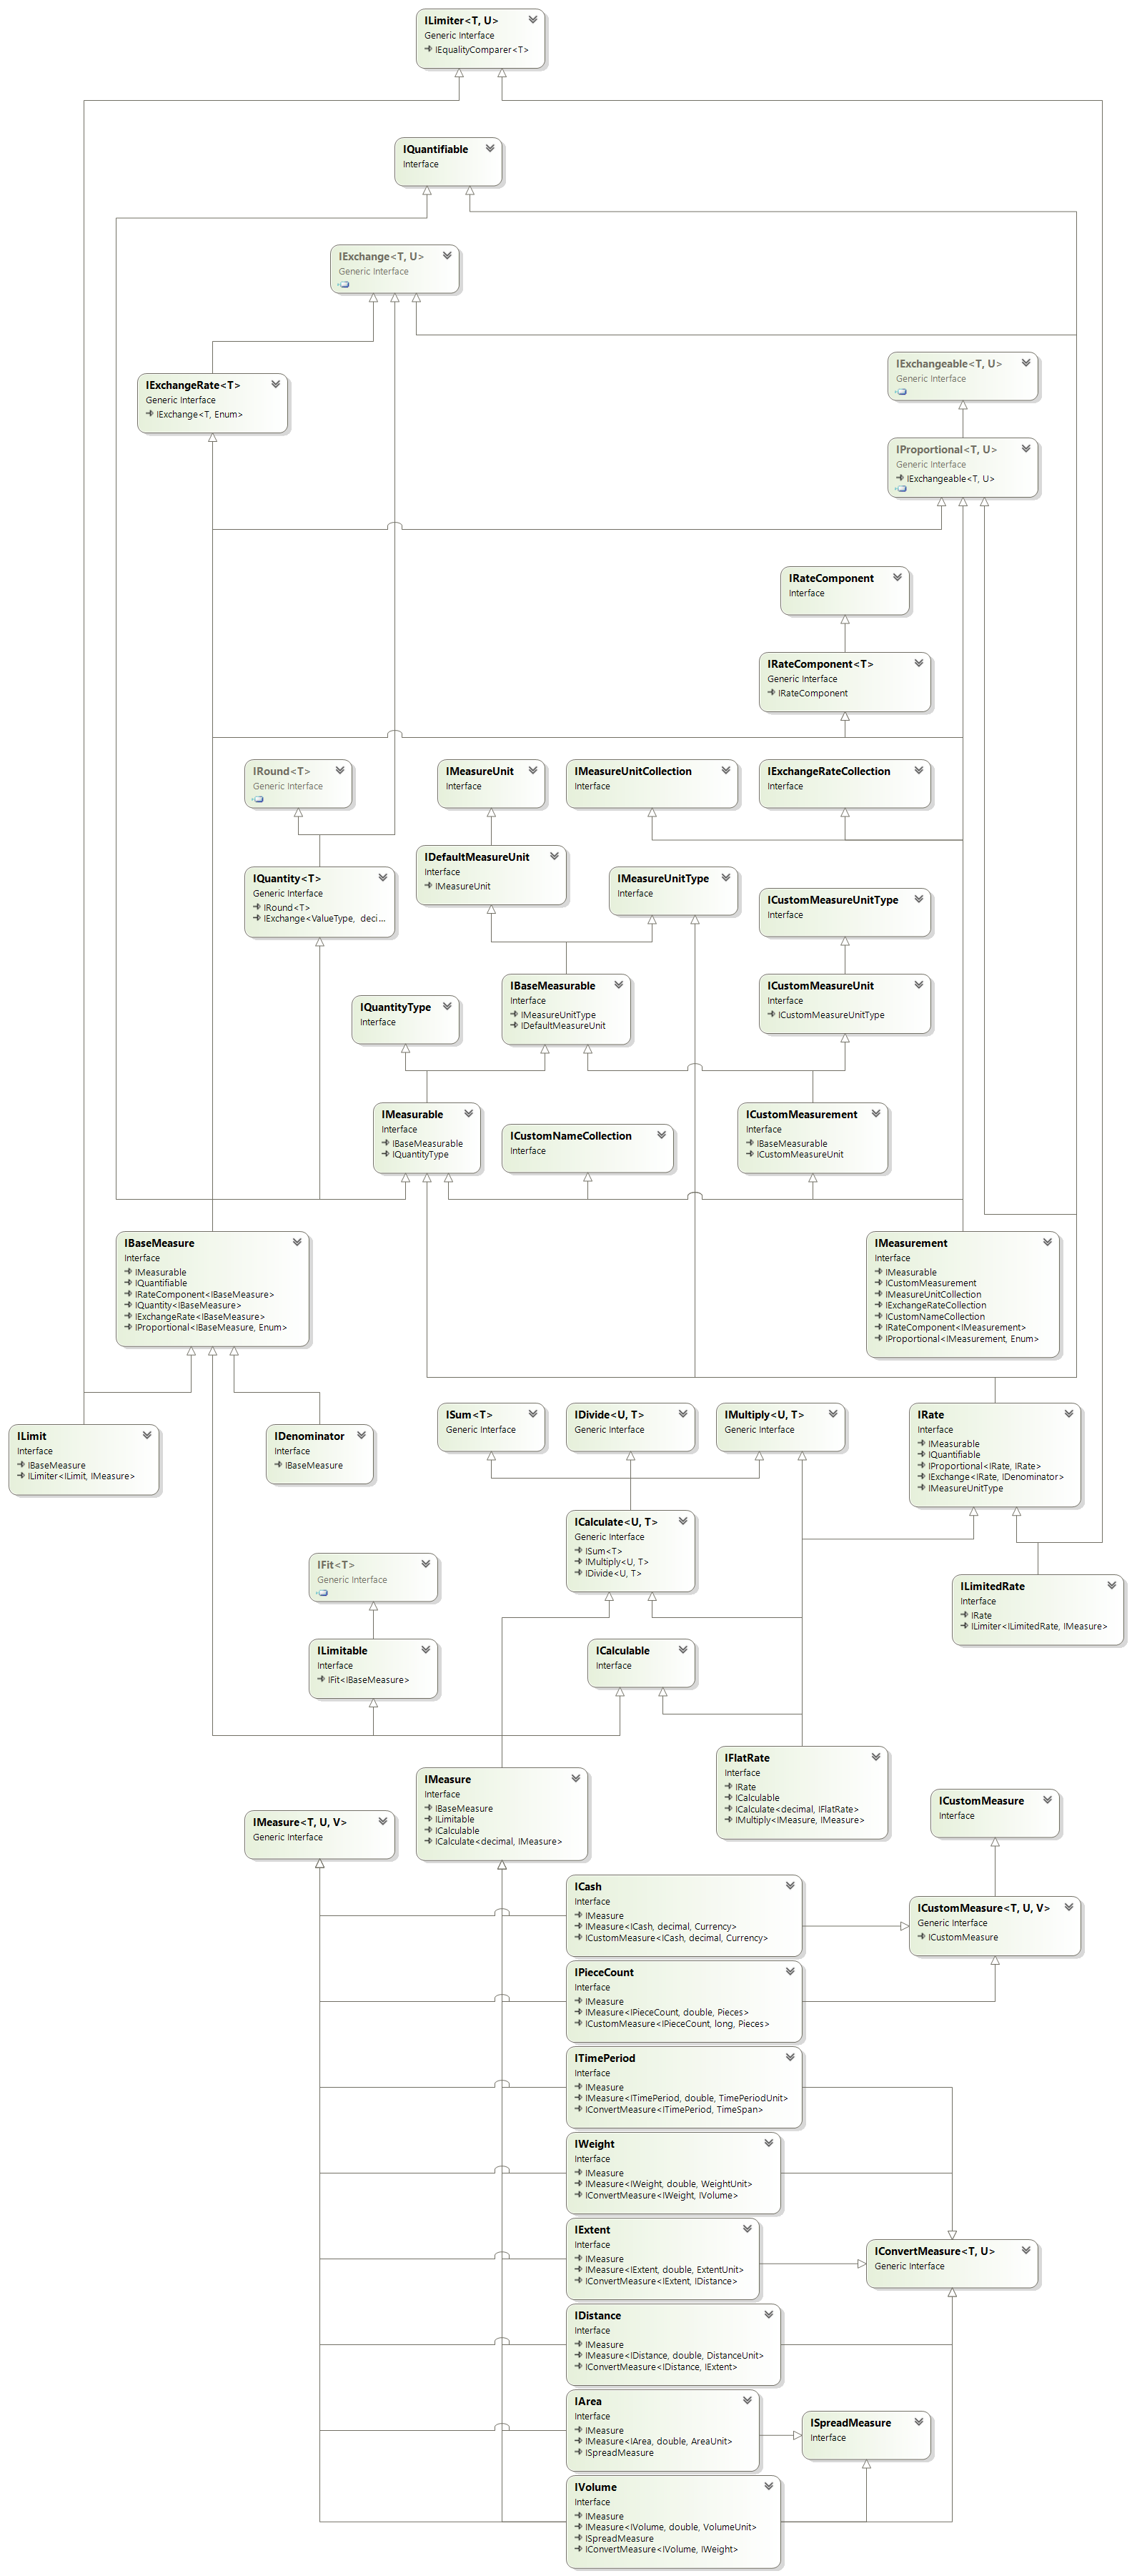 ILimiter<T, U>
Generic Interface
IEqualityComparer<T>
IQuantifiable
Interface
IExchange<T, U>
Generic Interface
IExchangeRate<T>
Generic Interface
IExchange<T, Enum>
IExchangeable<T, U>
Generic Interface
IProportional<T, U>
Generic Interface
IExchangeable<T, U>
IRateComponent
Interface
IRateComponent<T>
Generic Interface
IRateComponent
IRound<T>
Generic Interface
IMeasureUnit
Interface
IMeasureUnitCollection
Interface
IExchangeRateCollection
Interface
IQuantity<T>
Generic Interface
IRound<T>
IExchange<ValueType, deci...
IDefaultMeasureUnit
Interface
IMeasureUnit
IMeasureUnitType
Interface
ICustomMeasureUnitType
Interface
IQuantityType
Interface
IBaseMeasurable
Interface
IMeasureUnitType
IDefaultMeasureUnit
ICustomMeasureUnit
Interface
ICustomMeasureUnitType
IMeasurable
Interface
IBaseMeasurable
IQuantityType
ICustomNameCollection
Interface
ICustomMeasurement
Interface
IBaseMeasurable
ICustomMeasureUnit
IBaseMeasure
Interface
IMeasurable
IQuantifiable
IRateComponent<IBaseMeasure>
IQuantity<IBaseMeasure>
IExchangeRate<IBaseMeasure>
IProportional<IBaseMeasure, Enum>
IMeasurement
Interface
IMeasurable
ICustomMeasurement
IMeasureUnitCollection
IExchangeRateCollection
ICustomNameCollection
IRateComponent<IMeasurement>
IProportional<IMeasurement, Enum>
ILimit
Interface
IBaseMeasure
ILimiter<ILimit, IMeasure>
IDenominator
Interface
IBaseMeasure
ISum<T>
Generic Interface
IDivide<U, T>
Generic Interface
IMultiply<U, T>
Generic Interface
IRate
Interface
IMeasurable
IQuantifiable
IProportional<IRate, IRate>
IExchange<IRate, IDenominator>
IMeasureUnitType
ICalculate<U, T>
Generic Interface
ISum<T>
IMultiply<U, T>
IDivide<U, T>
IFit<T>
Generic Interface
ILimitedRate
Interface
IRate
ILimiter<ILimitedRate, IMeasure>
ILimitable
Interface
IFit<IBaseMeasure>
ICalculable
Interface
IMeasure
Interface
IBaseMeasure
ILimitable
ICalculable
ICalculate<decimal, IMeasure>
IFlatRate
Interface
IRate
ICalculable
ICalculate<decimal, IFlatRate>
IMultiply<IMeasure, IMeasure>
IMeasure<T, U, V>
Generic Interface
ICustomMeasure
Interface
ICash
Interface
IMeasure
IMeasure<ICash, decimal, Currency>
ICustomMeasure<ICash, decimal, Currency>
ICustomMeasure<T, U, V>
Generic Interface
ICustomMeasure
IPieceCount
Interface
IMeasure
IMeasure<IPieceCount, double, Pieces>
ICustomMeasure<IPieceCount, long, Pieces>
ITimePeriod
Interface
IMeasure
IMeasure<ITimePeriod, double, TimePeriodUnit>
IConvertMeasure<ITimePeriod, TimeSpan>
IWeight
Interface
IMeasure
IMeasure<IWeight, double, WeightUnit>
IConvertMeasure<IWeight, IVolume>
IExtent
Interface
IMeasure
IMeasure<IExtent, double, ExtentUnit>
IConvertMeasure<IExtent, IDistance>
IConvertMeasure<T, U>
Generic Interface
IDistance
Interface
IMeasure
IMeasure<IDistance, double, DistanceUnit>
IConvertMeasure<IDistance, IExtent>
IArea
Interface
IMeasure
IMeasure<IArea, double, AreaUnit>
ISpreadMeasure
ISpreadMeasure
Interface
IVolume
Interface
IMeasure
IMeasure<IVolume, double, VolumeUnit>
ISpreadMeasure
IConvertMeasure<IVolume, IWeight>